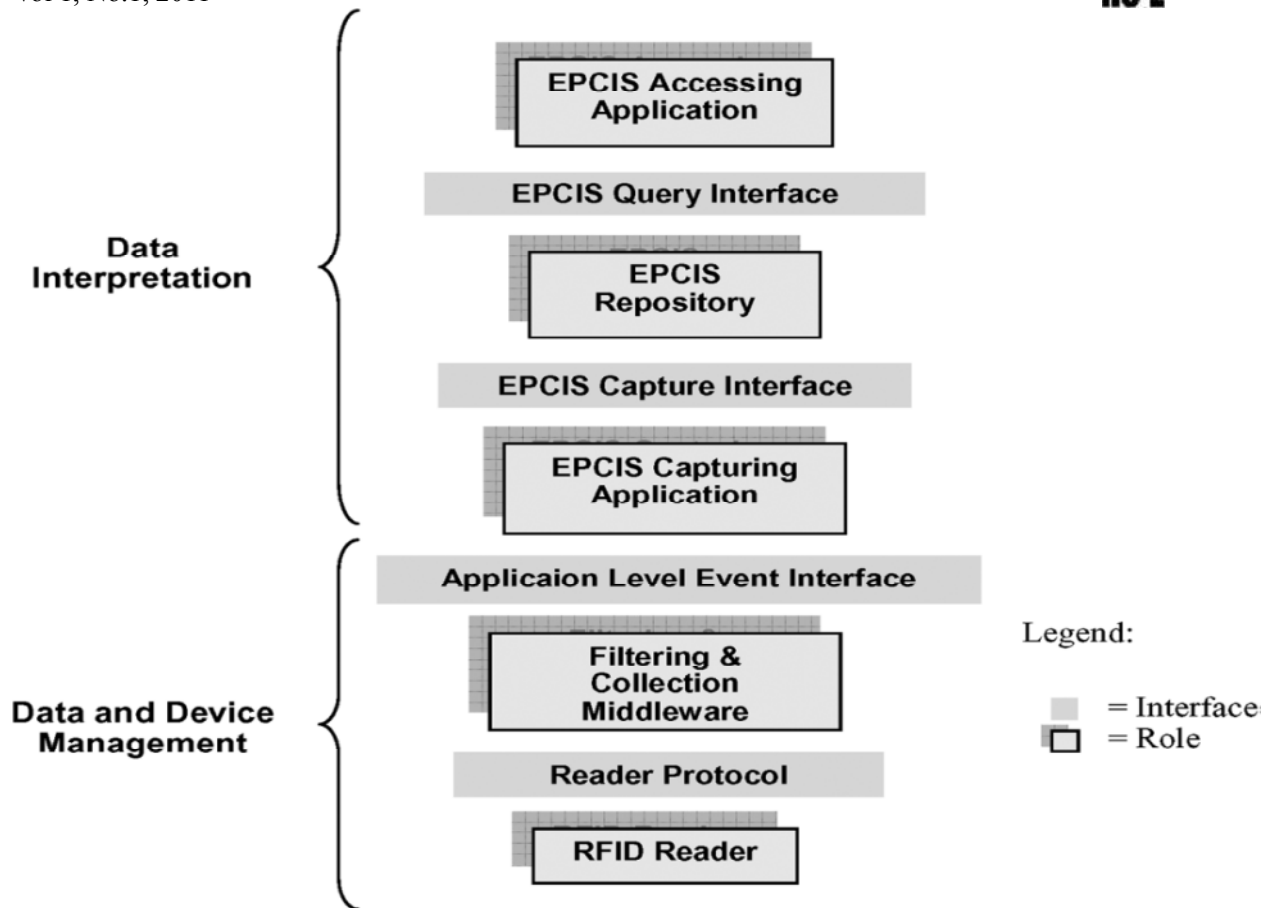 EPCIS Accessing
Application
EPCIS Query Interface
Data
Interpretation
EPCIS
Repository
EPCIS Capture Interface
EPCIS Capturing
Application
Applicaion Level Event Interface
Filtering &
Collection
Middleware
Data and Device
Management
Reader Protocol
RFID Reader
Legend:
= Interface
= Role